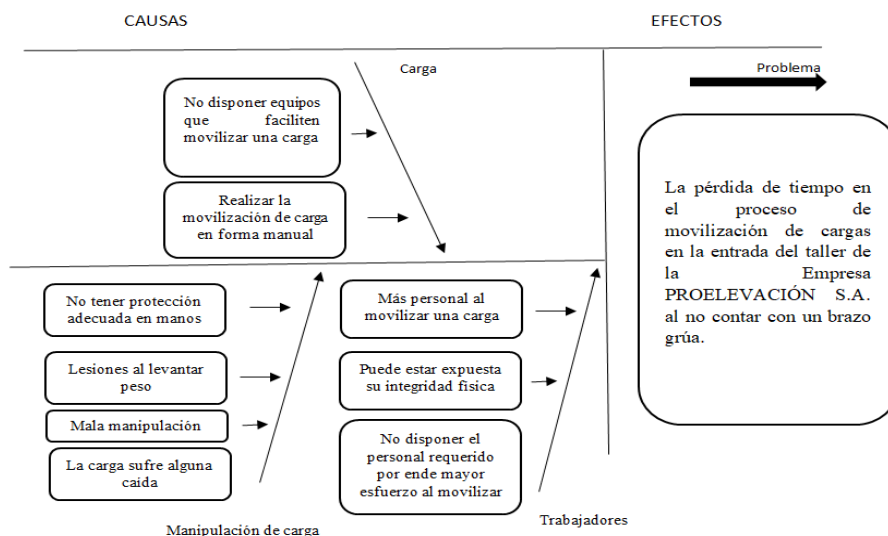 CAUSAS
EFECTOS
Carga
Problema
No disponer equipos
que faciliten
movilizar una carga
Realizar la
movilización de carga
en forma manual
La pérdida de tiempo en
el proceso de
movilización de cargas
en la entrada del taller de
la Empresa
PROELEVACIÓN S.A.
al no contar con un brazo
grúa.
No tener protección
adecuada en manos
Lesiones al levantar
peso
Mala manipulación
La carga sufre alguna
caída
Más personal al
movilizar una carga
Puede estar expuesta
su integridad física
No disponer el
personal requerido
por ende mayor
esfuerzo al movilizar
Manipulación de carga
Trabajadores